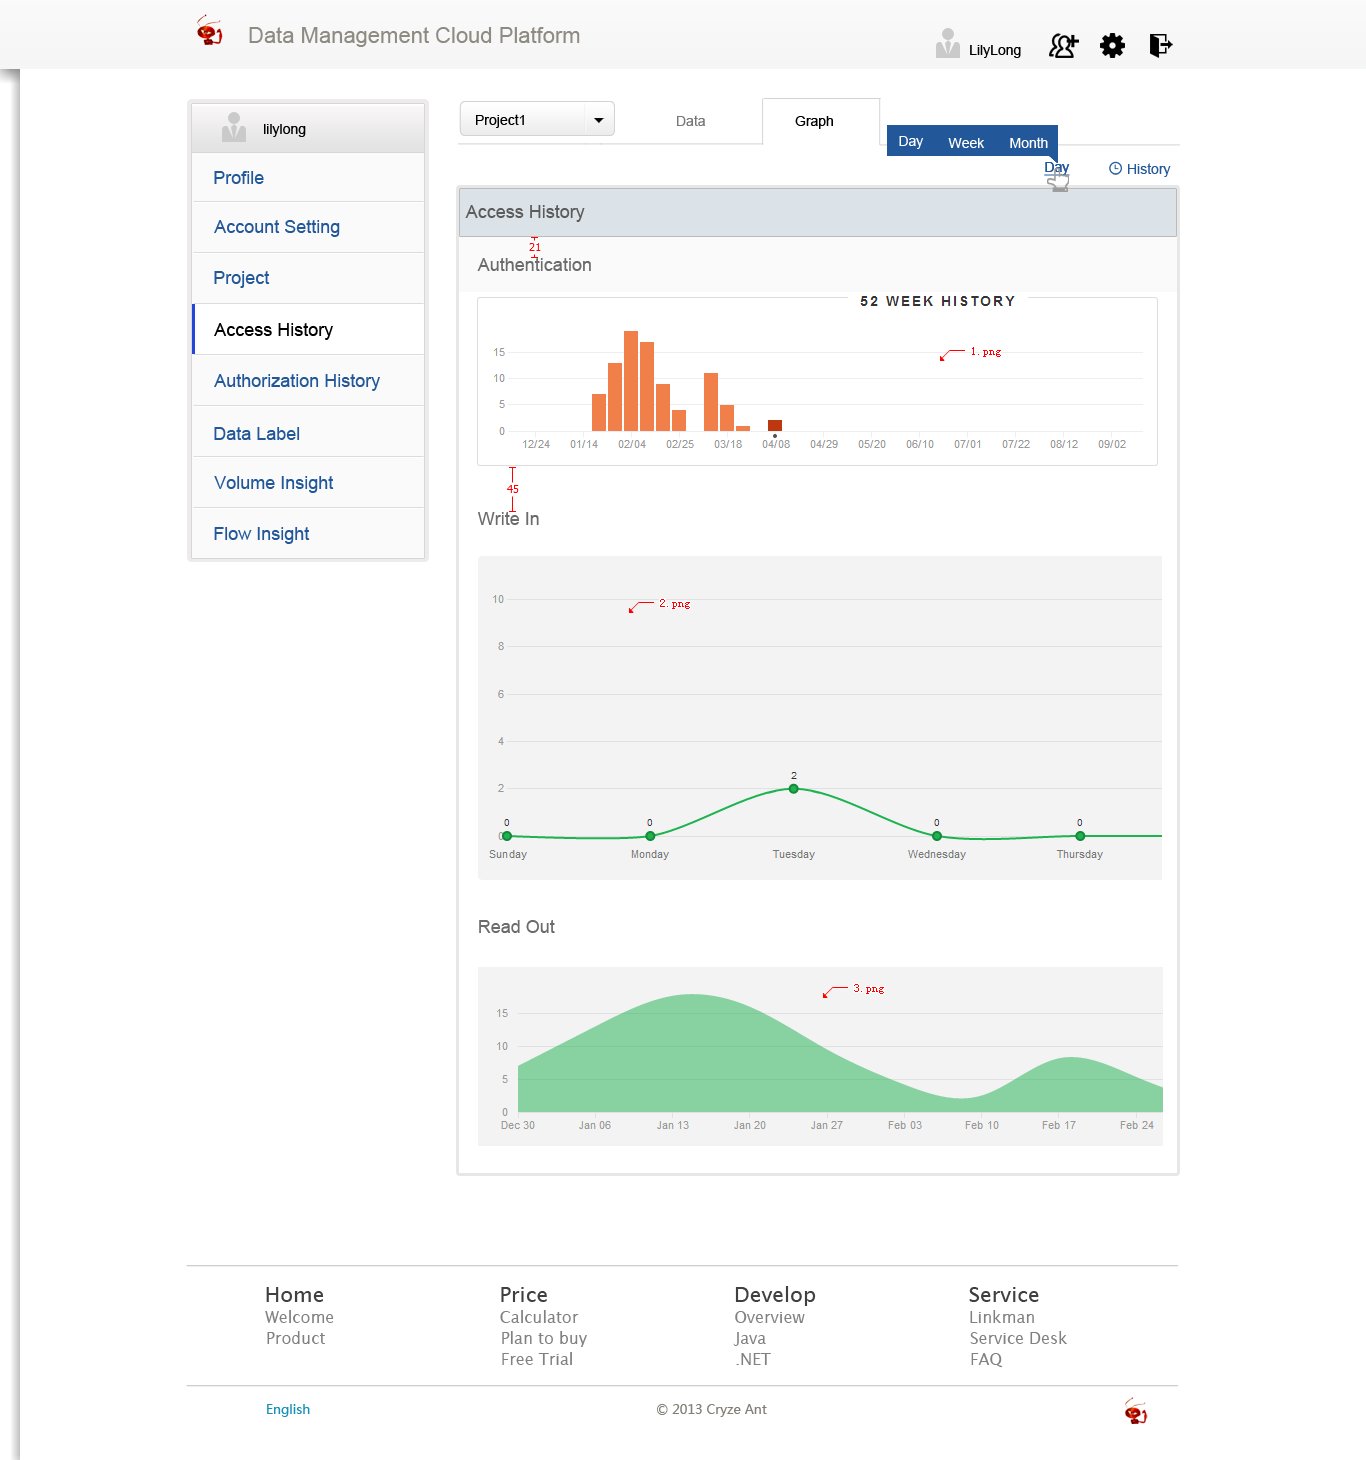 Data Management Cloud Platform
LilyLong
lilylong
Profile
Account Setting
Project
Access History
Authorization History
Data Label
Volume Insight
Flow Insight
Project1
Data
Graph
Day Week Month
Day
History
Access History
21
Authentication
52 WEEK HISTORY
1. png
15
10
5
0
12/24 01/14 02/04 02/25 03/18 04/08 04/29 05/20 06/10 07/01 07/22 08/12 09/02
45
Write In
2. png
10
8
6
4
2
0
2
0 0 0 0
Sunday Monday Tuesday Wednesday Thursday
Read Out
3. png
15
10
5
0
Dec 30 Jan 06 Jan 13 Jan 20 Jan 27 Feb 03 Feb 10 Feb 17 Feb 24
Home
Welcome
Product
Price
Calculator
Plan to buy
Free Trial
Develop
Overview
Java
.NET
Service
Linkman
Service Desk
FAQ
English
© 2013 Cryze Ant